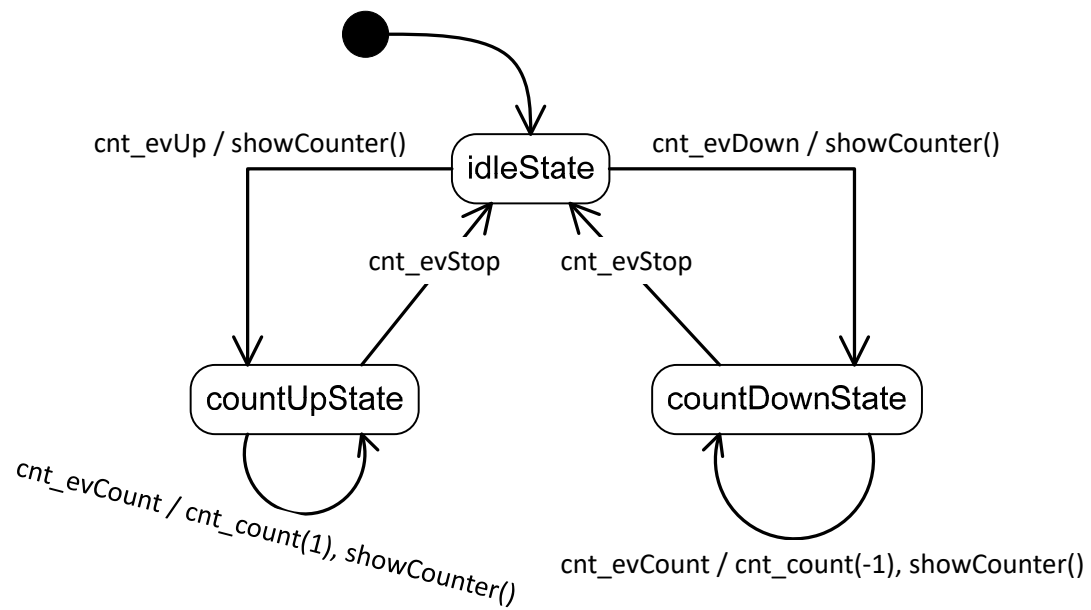 cnt_evUp / showCounter()
cnt_evDown / showCounter()
idleState
cnt_evStop
cnt_evStop
countUpState
countDownState
cnt_evCount / cnt_count(1), showCounter()
cnt_evCount / cnt_count(-1), showCounter()